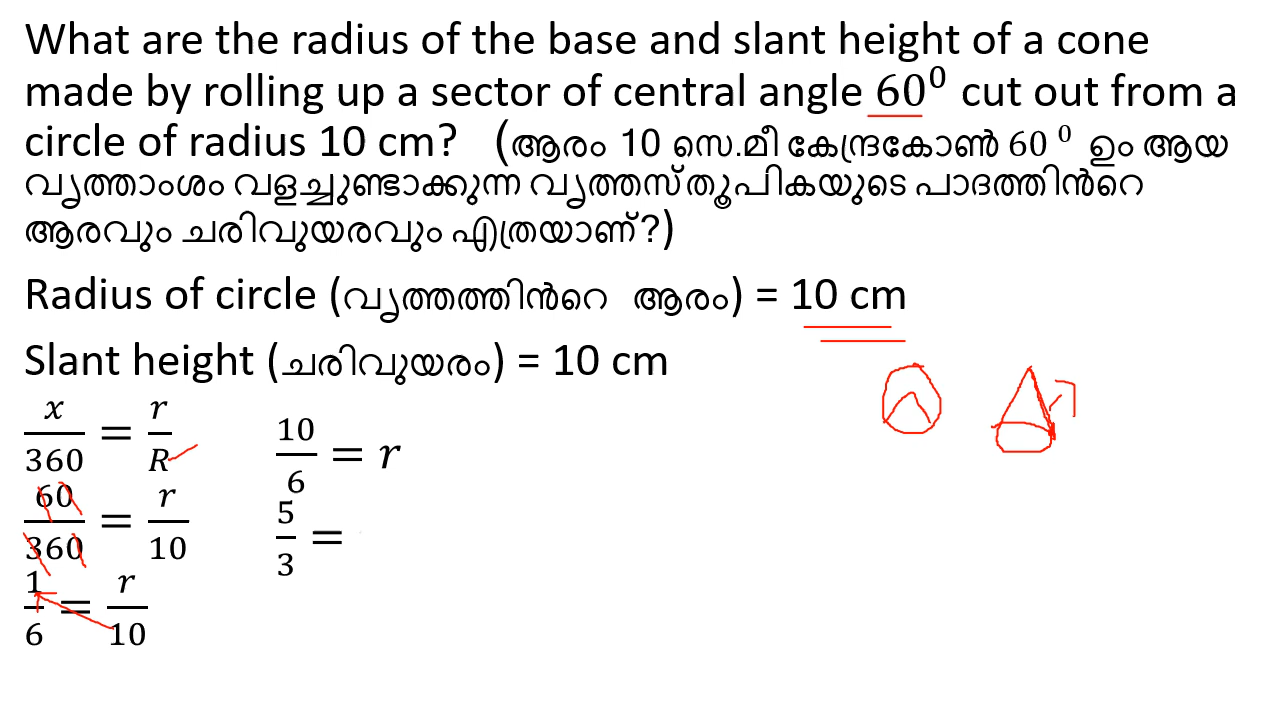 What are the radius of the base and slant height of a cone
made by rolling up a sector of central angle 60⁰ cut out from a
circle of radius 10 cm? (ആരം 10 സെ.മീ കേന്ദ്രകോൺ 60 ⁰ ഉം ആയ
വൃത്താംശം വളച്ചുണ്ടാക്കുന്ന വൃത്തസ്തൂപികയുടെ പാദത്തിൻറെ
ആരവും ചരിവുയരവും എത്രയാണ്?)
Radius of circle (വൃത്തത്തിൻറെ ആരം) = 10 cm
Slant height (ചരിവുയരം) = 10 cm
x/360 = r/R
60/360 = r/10
1/6 = r/10
10/6 = r
5/3 =